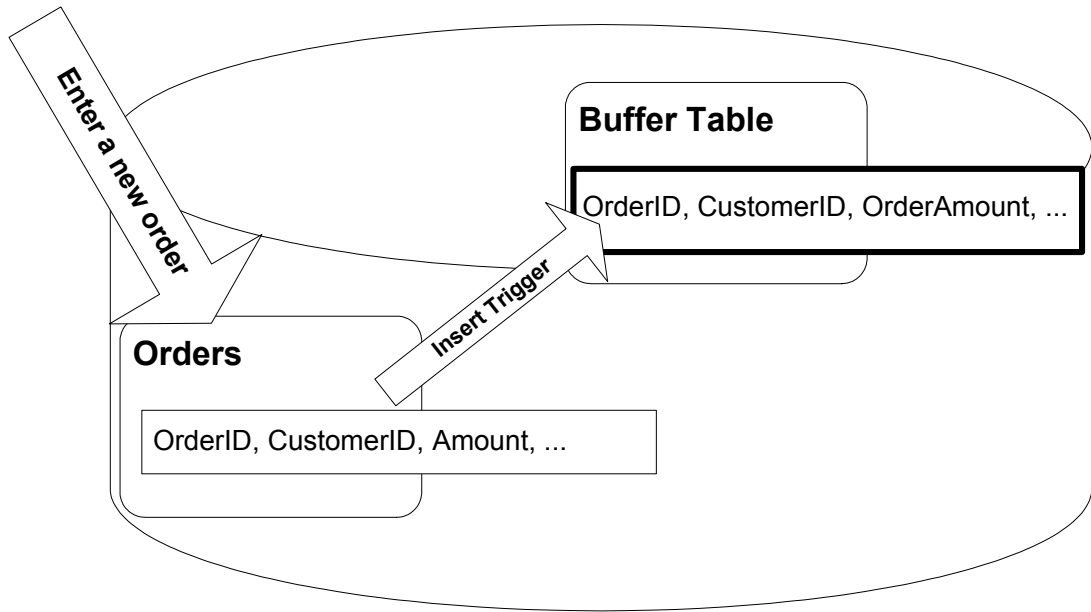 Enter a new order
Buffer Table
OrderID, CustomerID, OrderAmount, ...
Insert Trigger
Orders
OrderID, CustomerID, Amount, ...